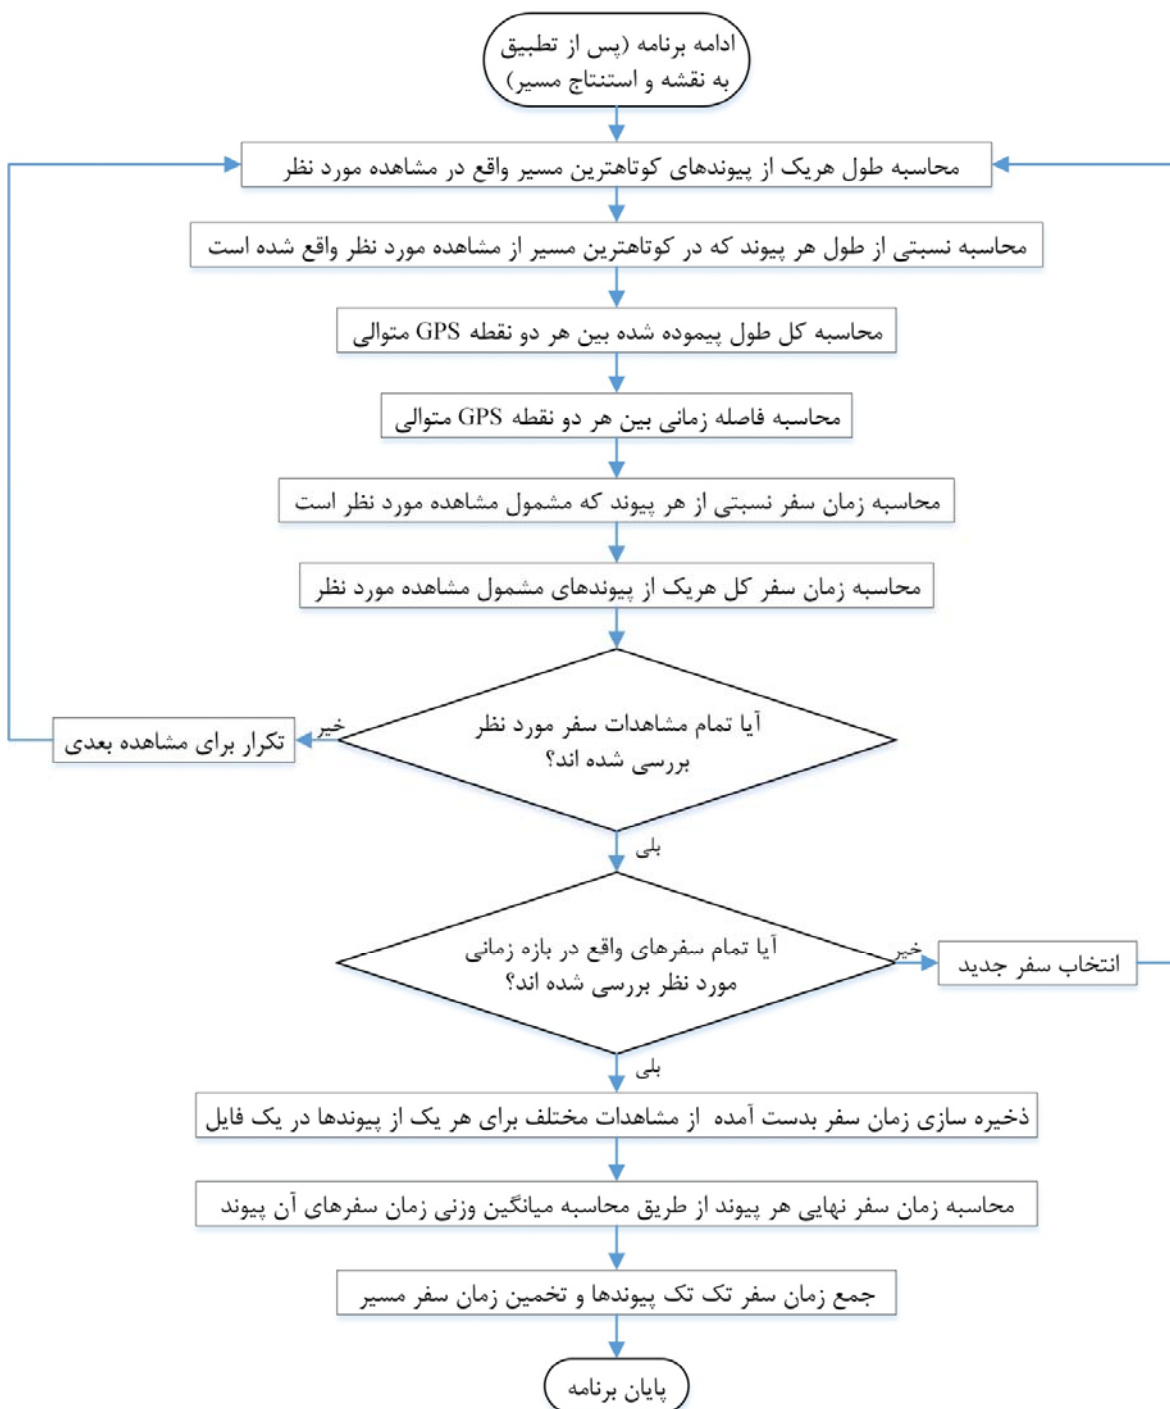 ادامه برنامه (پس از تطبیق
به نقشه و استنتاج مسیر)
محاسبه طول هریک از پیوندهای کوتاهترین مسیر واقع در مشاهده مورد نظر
محاسبه نسبتی از طول هر پیوند که در کوتاهترین مسیر از مشاهده مورد نظر واقع شده است
محاسبه کل طول پیموده شده بین هر دو نقطه GPS متوالی
محاسبه فاصله زمانی بین هر دو نقطه GPS متوالی
محاسبه زمان سفر نسبتی از هر پیوند که مشمول مشاهده مورد نظر است
محاسبه زمان سفر کل هریک از پیوندهای مشمول مشاهده مورد نظر
آیا تمام مشاهدات سفر مورد نظر
بررسی شده اند؟
خیر
تکرار برای مشاهده بعدی
بلی
آیا تمام سفرهای واقع در بازه زمانی
مورد نظر بررسی شده اند؟
خیر
انتخاب سفر جدید
بلی
ذخیره سازی زمان سفر بدست آمده از مشاهدات مختلف برای هر یک از پیوندها در یک فایل
محاسبه زمان سفر نهایی هر پیوند از طریق محاسبه میانگین وزنی زمان سفرهای آن پیوند
جمع زمان سفر تک تک پیوندها و تخمین زمان سفر مسیر
پایان برنامه